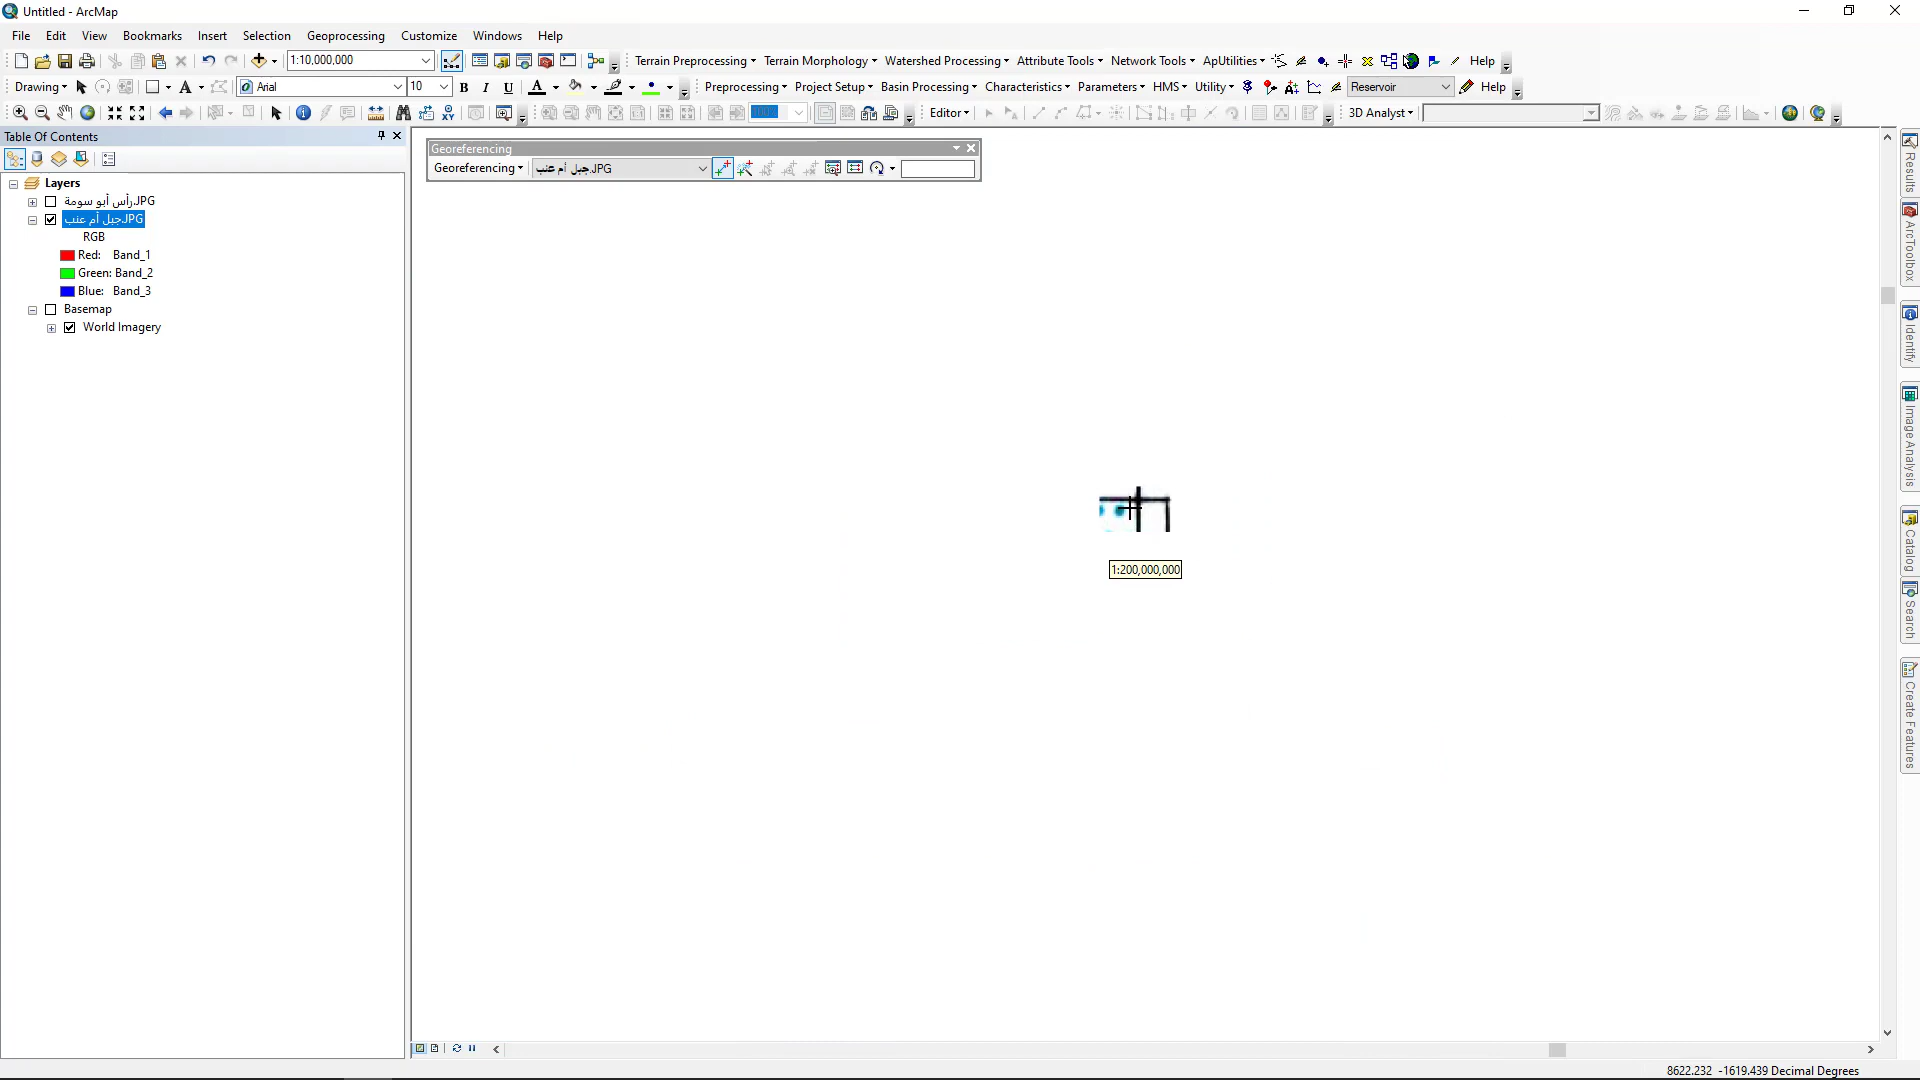 Untitled - ArcMap
File Edit View Bookmarks Insert Selection Geoprocessing Customize Windows Help
1:10,000,000 Terrain Preprocessing Terrain Morphology Watershed Processing Attribute Tools Network Tools ApUtilities Help
Drawing Arial 10 B I U A Preprocessing Project Setup Basin Processing Characteristics Parameters HMS Utility Reservoir Help
100% Editor 3D Analyst
Table Of Contents
Georeferencing
Georeferencing جبل أم عنب.JPG
Layers
رأس أبو سومة.JPG
جبل أم عنب.JPG
RGB
Red: Band_1
Green: Band_2
Blue: Band_3
Basemap
World Imagery
1:200,000,000
Results
ArcToolbox
Identify
Image Analysis
Catalog
Search
Create Features
8622.232 -1619.439 Decimal Degrees